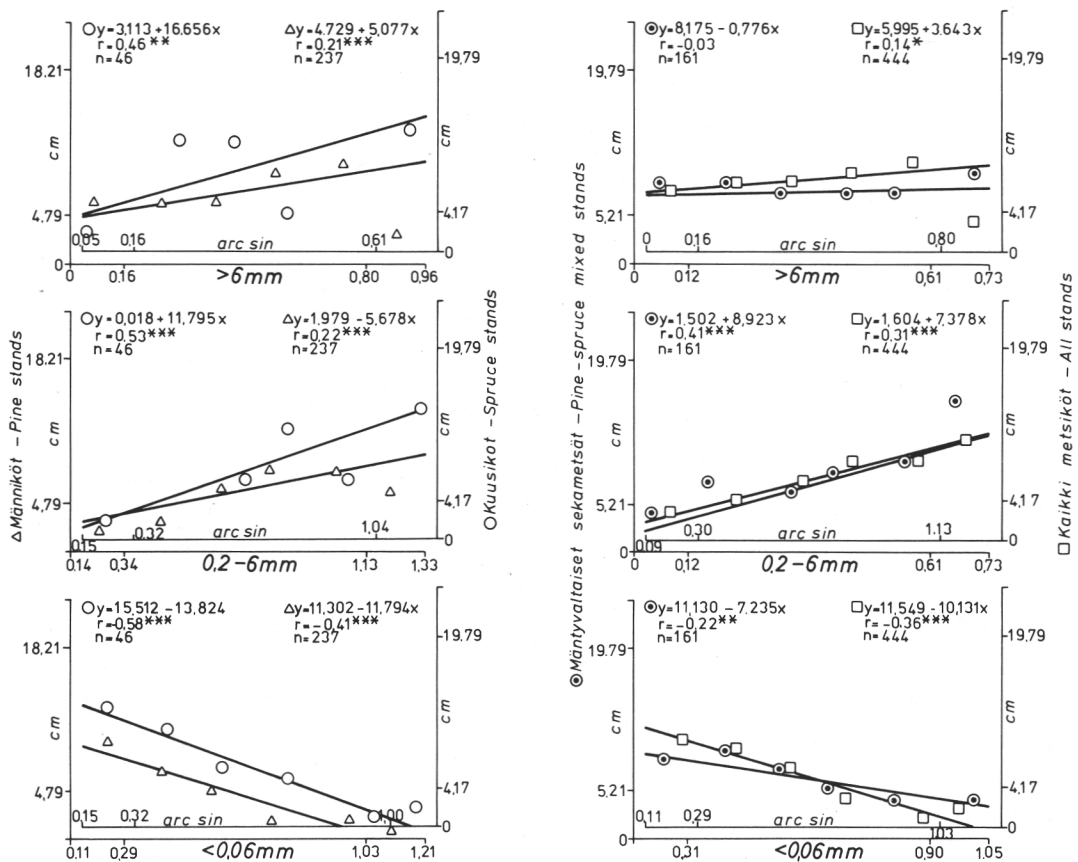 ○y=3,113+16,656x
r=0,46**
n=46
△y=4.729+5,077x
r=0,21***
n=237
18,21
19,79
cm
cm
4,79
4,17
0,05
0,16
arc sin
0,61
0
0
0
0,16
>6mm
0,80
0,96
⊙y=8,175-0,776x
r=-0,03
n=161
□y=5,995+3.643x
r=0,14*
n=444
19,79
19,79
cm
cm
5,21
4,17
0
0,16
arc sin
0,80
0
0
0
0,12
>6mm
0,61
0,73
○y=0,018+11,795x
r=0,53***
n=46
△y=1,979-5,678x
r=0,22***
n=237
18,21
19,79
cm
cm
4,79
4,17
0,15
0,32
arc sin
1,04
0
0,14
0,34
0,2-6mm
1,13
1,33
⊙y=1,502+8,923x
r=0,41***
n=161
□y=1,604+7,378x
r=0,31***
n=444
19,79
19,79
cm
cm
5,21
4,17
0,09
0,30
arc sin
1,13
0
0
0
0,12
0,2-6mm
0,61
0,73
○y=15,512-13,824
r=-0,58***
n=46
△y=11,302-11,794x
r=-0,41***
n=237
18,21
19,79
cm
cm
4,79
4,17
0,15
0,32
arc sin
1,00
0
0,11
0,29
<0,06mm
1,03
1,21
⊙y=11,130-7,235x
r=-0,22**
n=161
□y=11,549-10,131x
r=-0,36***
n=444
19,79
19,79
cm
cm
5,21
4,17
0,11
0,29
arc sin
1,03
0
0
0,31
<0,06mm
0,90
1,05
△Männiköt -Pine stands
○Kuusikot -Spruce stands
⊙Mäntyvaltaiset sekametsät -Pine-spruce mixed stands
□Kaikki metsiköt -All stands